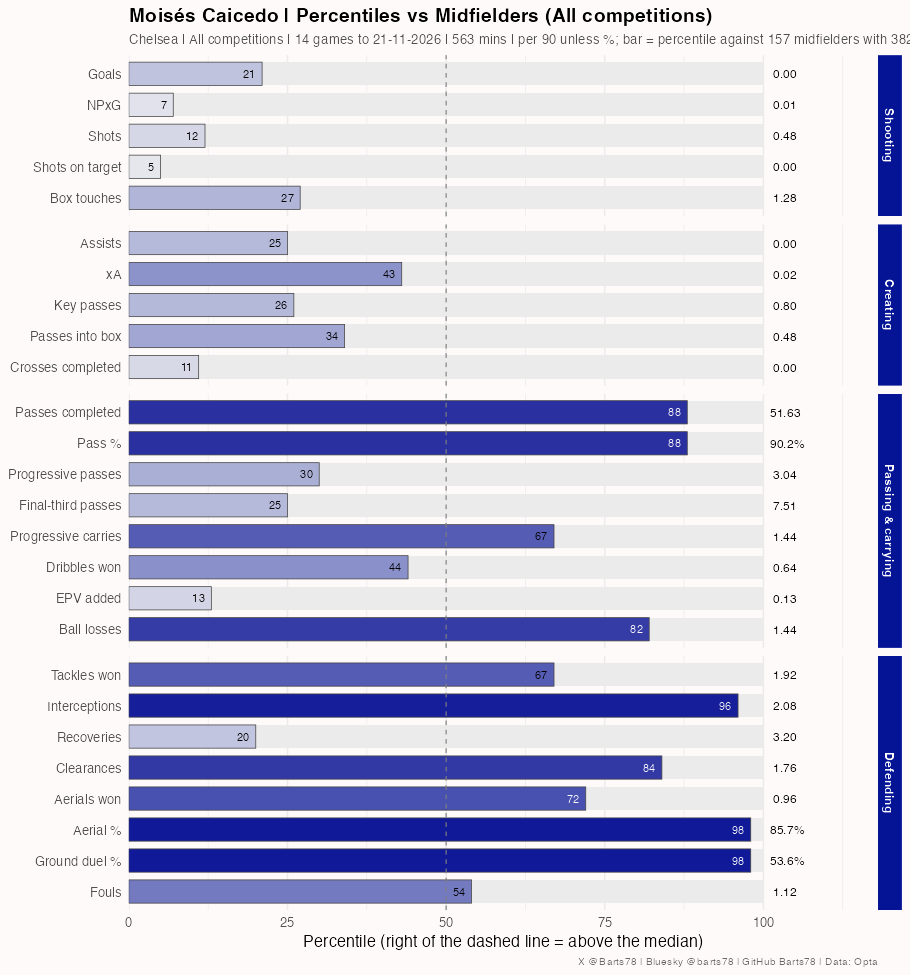 Moisés Caicedo | Percentiles vs Midfielders (All competitions)
Chelsea | All competitions | 14 games to 21-11-2026 | 563 mins | per 90 unless %; bar = percentile against 157 midfielders with 382
Goals 21 0.00
NPxG 7 0.01
Shots 12 0.48
Shots on target 5 0.00
Box touches 27 1.28
Shooting
Assists 25 0.00
xA 43 0.02
Key passes 26 0.80
Passes into box 34 0.48
Crosses completed 11 0.00
Creating
Passes completed 88 51.63
Pass % 88 90.2%
Progressive passes 30 3.04
Final-third passes 25 7.51
Progressive carries 67 1.44
Dribbles won 44 0.64
EPV added 13 0.13
Ball losses 82 1.44
Passing & carrying
Tackles won 67 1.92
Interceptions 96 2.08
Recoveries 20 3.20
Clearances 84 1.76
Aerials won 72 0.96
Aerial % 98 85.7%
Ground duel % 98 53.6%
Fouls 54 1.12
Defending
0 25 50 75 100
Percentile (right of the dashed line = above the median)
X @Barts78 | Bluesky @barts78 | GitHub Barts78 | Data: Opta